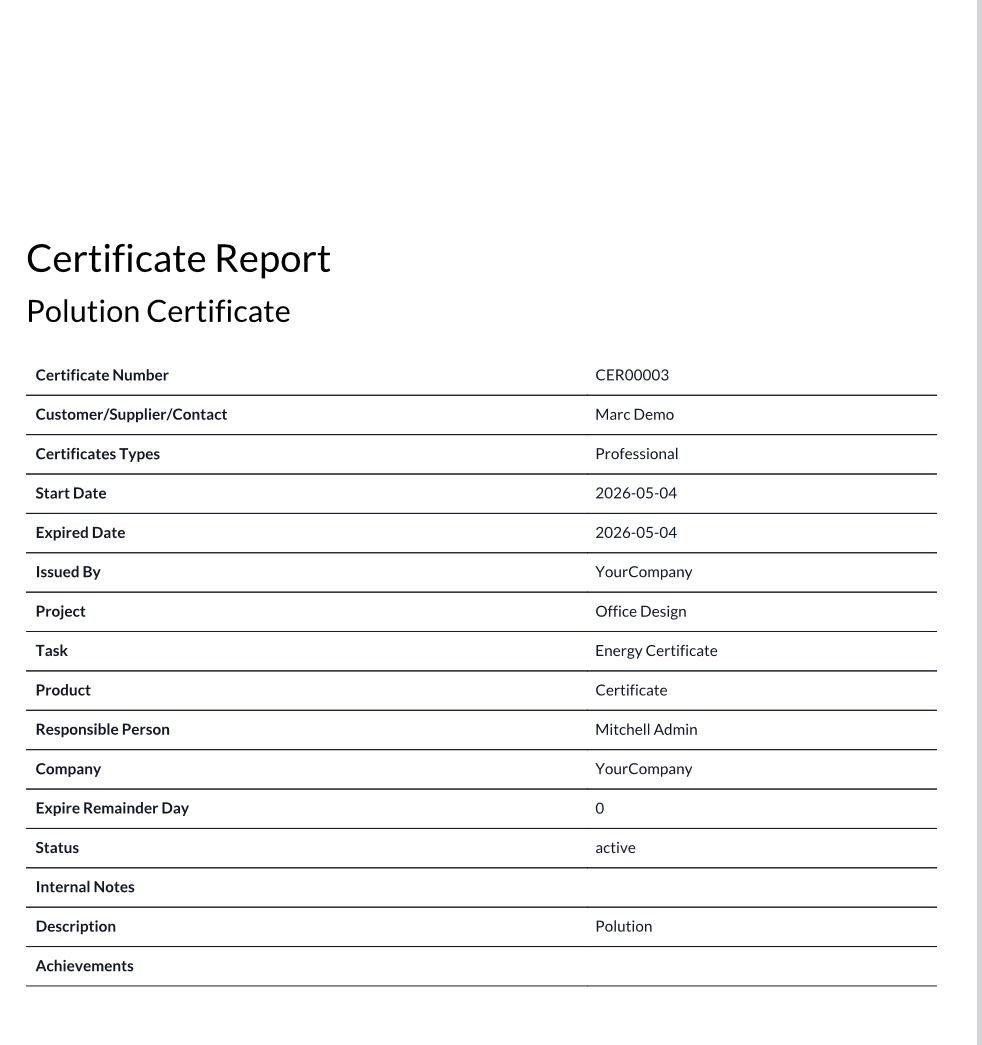 Certificate Report
Polution Certificate
Certificate Number CER00003
Customer/Supplier/Contact Marc Demo
Certificates Types Professional
Start Date 2026-05-04
Expired Date 2026-05-04
Issued By YourCompany
Project Office Design
Task Energy Certificate
Product Certificate
Responsible Person Mitchell Admin
Company YourCompany
Expire Remainder Day 0
Status active
Internal Notes
Description Polution
Achievements